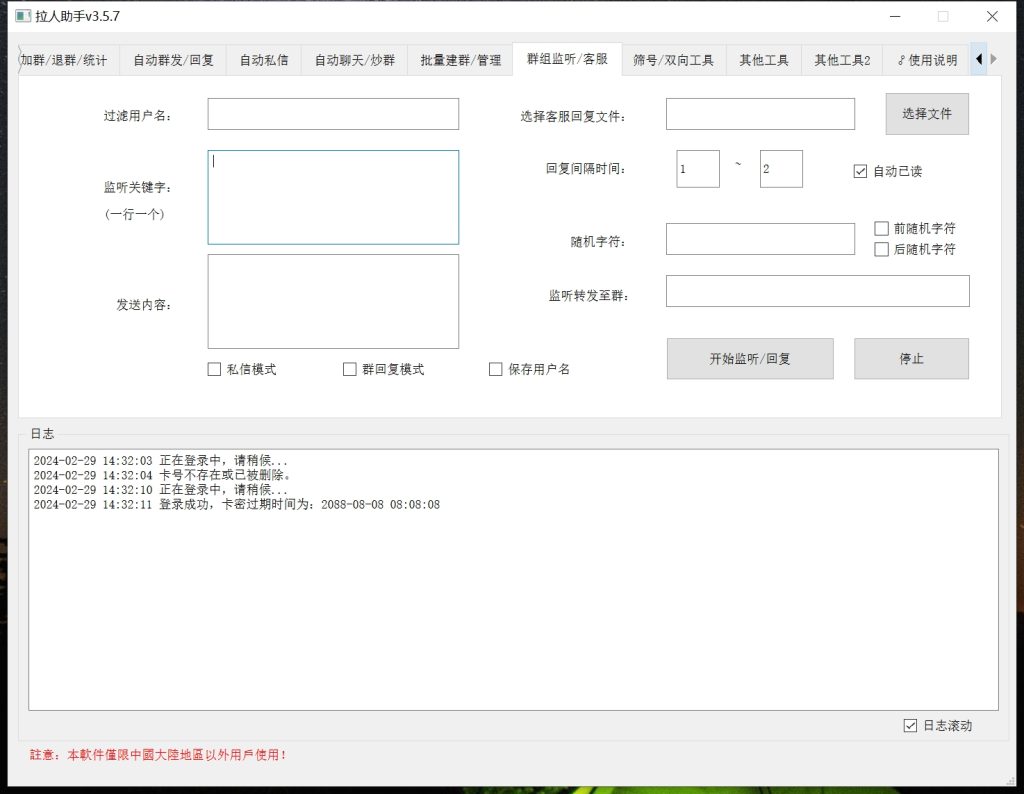 拉人助手v3.5.7
加群/退群/统计 自动群发/回复 自动私信 自动聊天/炒群 批量建群/管理 群组监听/客服 筛号/双向工具 其他工具 其他工具2 使用说明
过滤用户名：
选择客服回复文件：
选择文件
监听关键字：
(一行一个)
回复间隔时间：
1 ~ 2
自动已读
随机字符：
前随机字符
后随机字符
发送内容：
监听转发至群：
私信模式 群回复模式 保存用户名
开始监听/回复 停止
日志
2024-02-29 14:32:03 正在登录中，请稍候...
2024-02-29 14:32:04 卡号不存在或已被删除。
2024-02-29 14:32:10 正在登录中，请稍候...
2024-02-29 14:32:11 登录成功，卡密过期时间为：2088-08-08 08:08:08
日志滚动
註意：本軟件僅限中國大陸地區以外用戶使用！